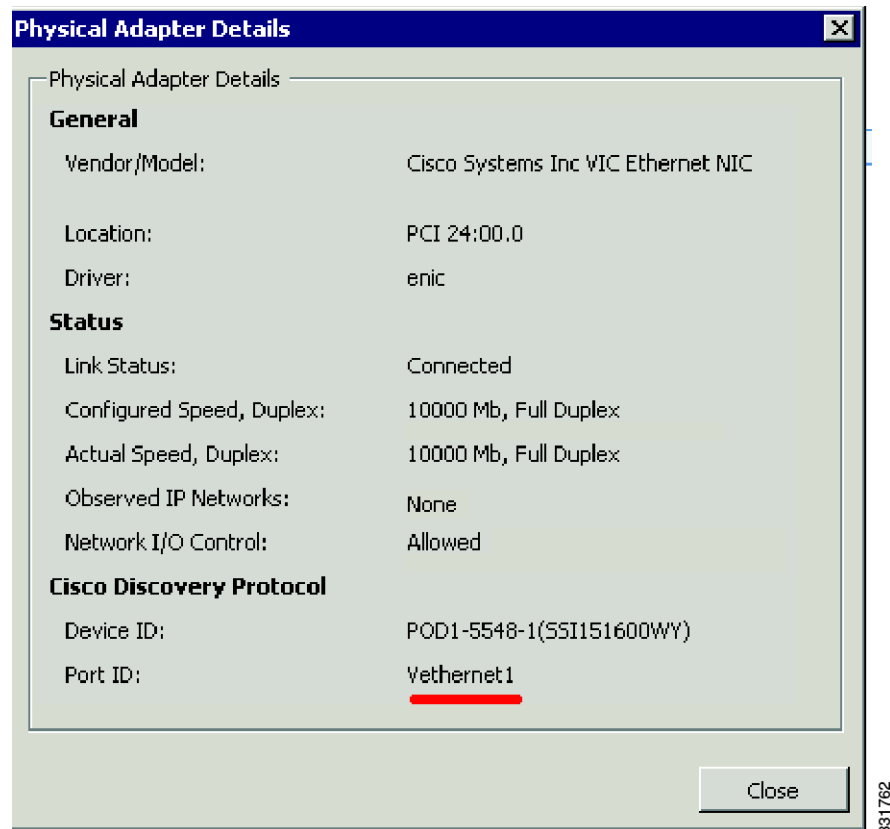 Physical Adapter Details
Physical Adapter Details
General
Vendor/Model: Cisco Systems Inc VIC Ethernet NIC
Location: PCI 24:00.0
Driver: enic
Status
Link Status: Connected
Configured Speed, Duplex: 10000 Mb, Full Duplex
Actual Speed, Duplex: 10000 Mb, Full Duplex
Observed IP Networks: None
Network I/O Control: Allowed
Cisco Discovery Protocol
Device ID: POD1-5548-1(SSI151600WY)
Port ID: Vethernet1
Close
331762